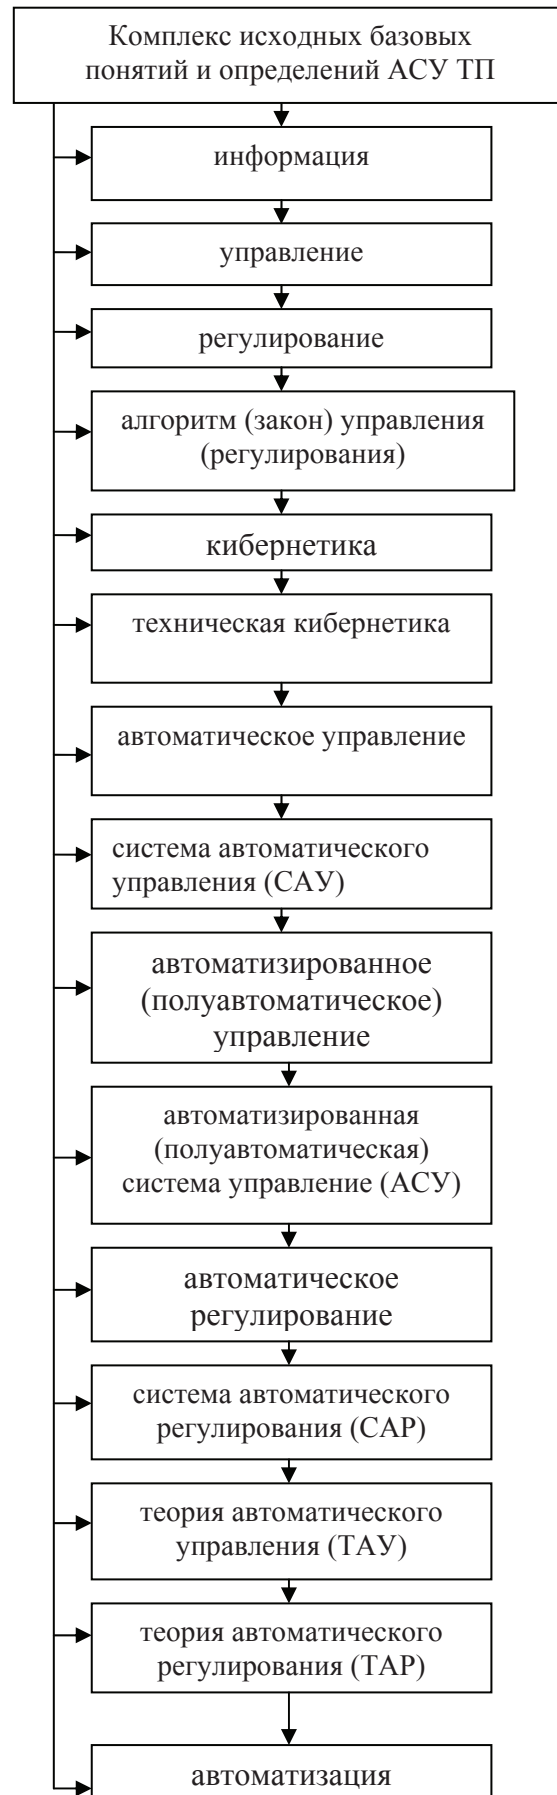 Комплекс исходных базовых
понятий и определений АСУ ТП
информация
управление
регулирование
алгоритм (закон) управления
(регулирования)
кибернетика
техническая кибернетика
автоматическое управление
система автоматического
управления (САУ)
автоматизированное
(полуавтоматическое)
управление
автоматизированная
(полуавтоматическая)
система управление (АСУ)
автоматическое
регулирование
система автоматического
регулирования (САР)
теория автоматического
управления (ТАУ)
теория автоматического
регулирования (ТАР)
автоматизация